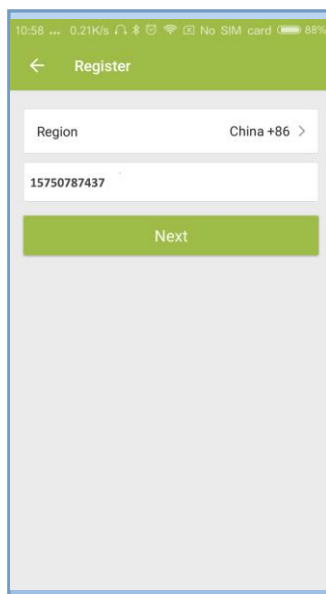 10:58 ... 0.21K/s No SIM card 88%
Register
Region China +86 >
15750787437
Next